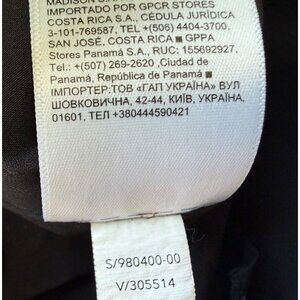 MADISON S.
IMPORTADO POR GPCR STORES
COSTA RICA S.A., CÉDULA JURÍDICA
3-101-769587, TEL +(506) 4404-3700,
SAN JOSÉ, COSTA RICA ■ GPPA
Stores Panamá S.A., RUC: 155692927.
Tel.: +(507) 269-2620 ,Ciudad de
Panamá, República de Panamá ■
ІМПОРТЕР:ТОВ «ГАП УКРАЇНА» ВУЛ
ШОВКОВИЧНА, 42-44, КИЇВ, УКРАЇНА,
01601, ТЕЛ +380444590421
S/980400-00
V/305514